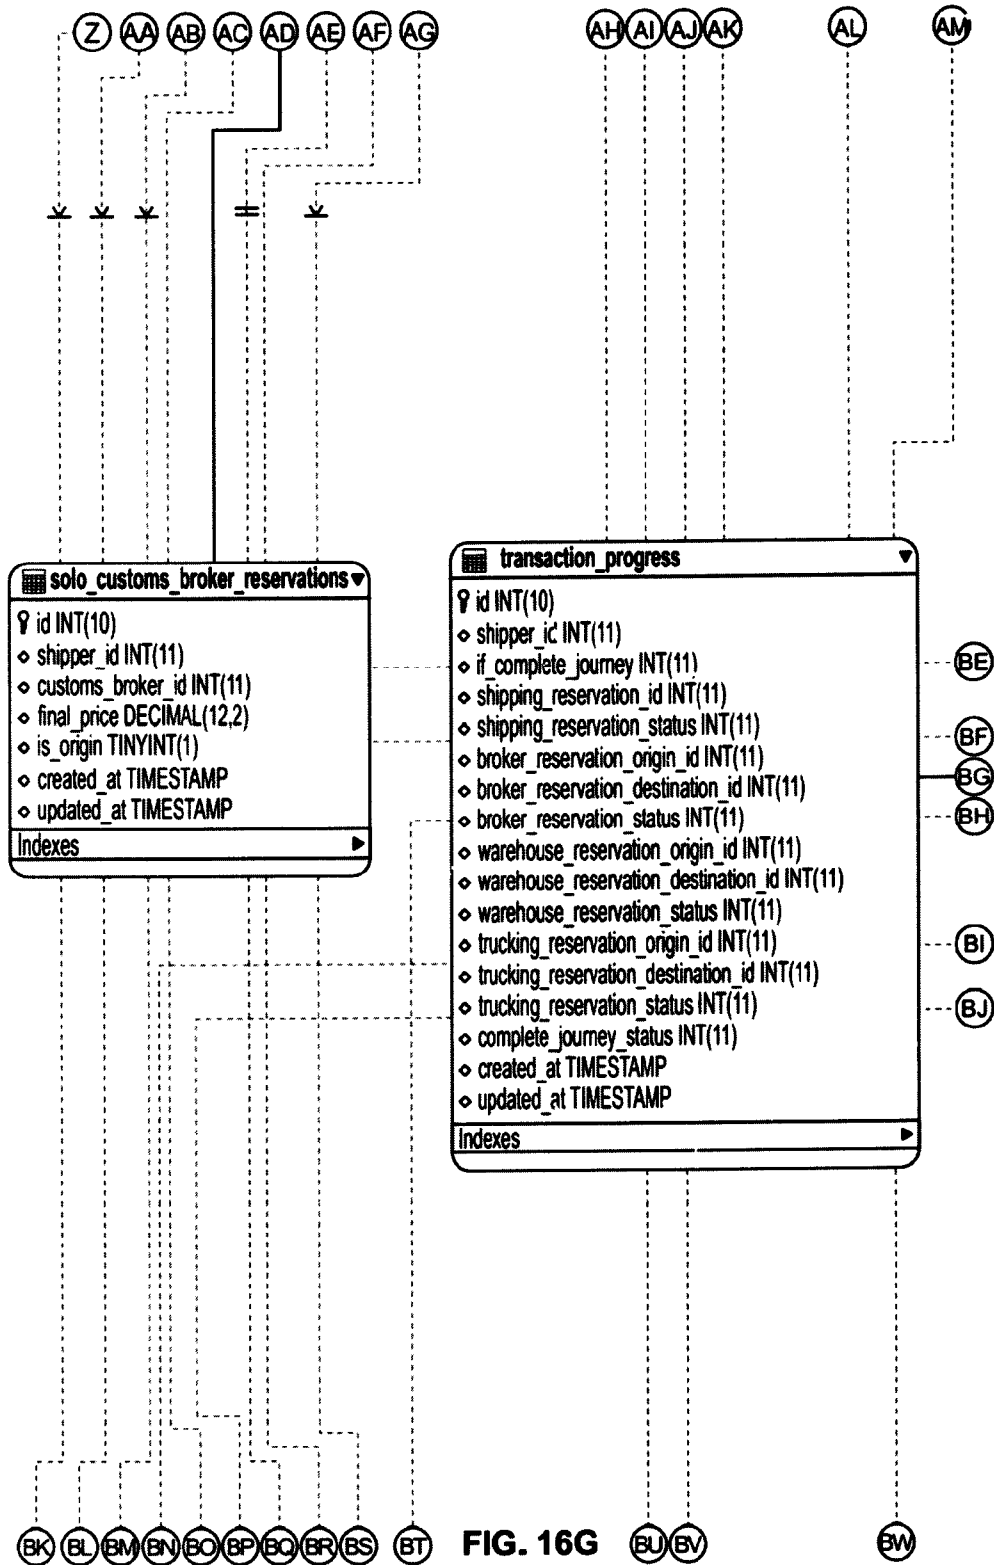 Z AA AB AC AD AE AF AG AH AI AJ AK AL AM
solo_customs_broker_reservations
id INT(10)
shipper_id INT(11)
customs_broker_id INT(11)
final_price DECIMAL(12,2)
is_origin TINYINT(1)
created_at TIMESTAMP
updated_at TIMESTAMP
Indexes
transaction_progress
id INT(10)
shipper_id INT(11)
if_complete_journey INT(11)
shipping_reservation_id INT(11)
shipping_reservation_status INT(11)
broker_reservation_origin_id INT(11)
broker_reservation_destination_id INT(11)
broker_reservation_status INT(11)
warehouse_reservation_origin_id INT(11)
warehouse_reservation_destination_id INT(11)
warehouse_reservation_status INT(11)
trucking_reservation_origin_id INT(11)
trucking_reservation_destination_id INT(11)
trucking_reservation_status INT(11)
complete_journey_status INT(11)
created_at TIMESTAMP
updated_at TIMESTAMP
Indexes
BE
BF
BG
BH
BI
BJ
BK BL BM BN BO BP BQ BR BS BT FIG. 16G BU BV BW